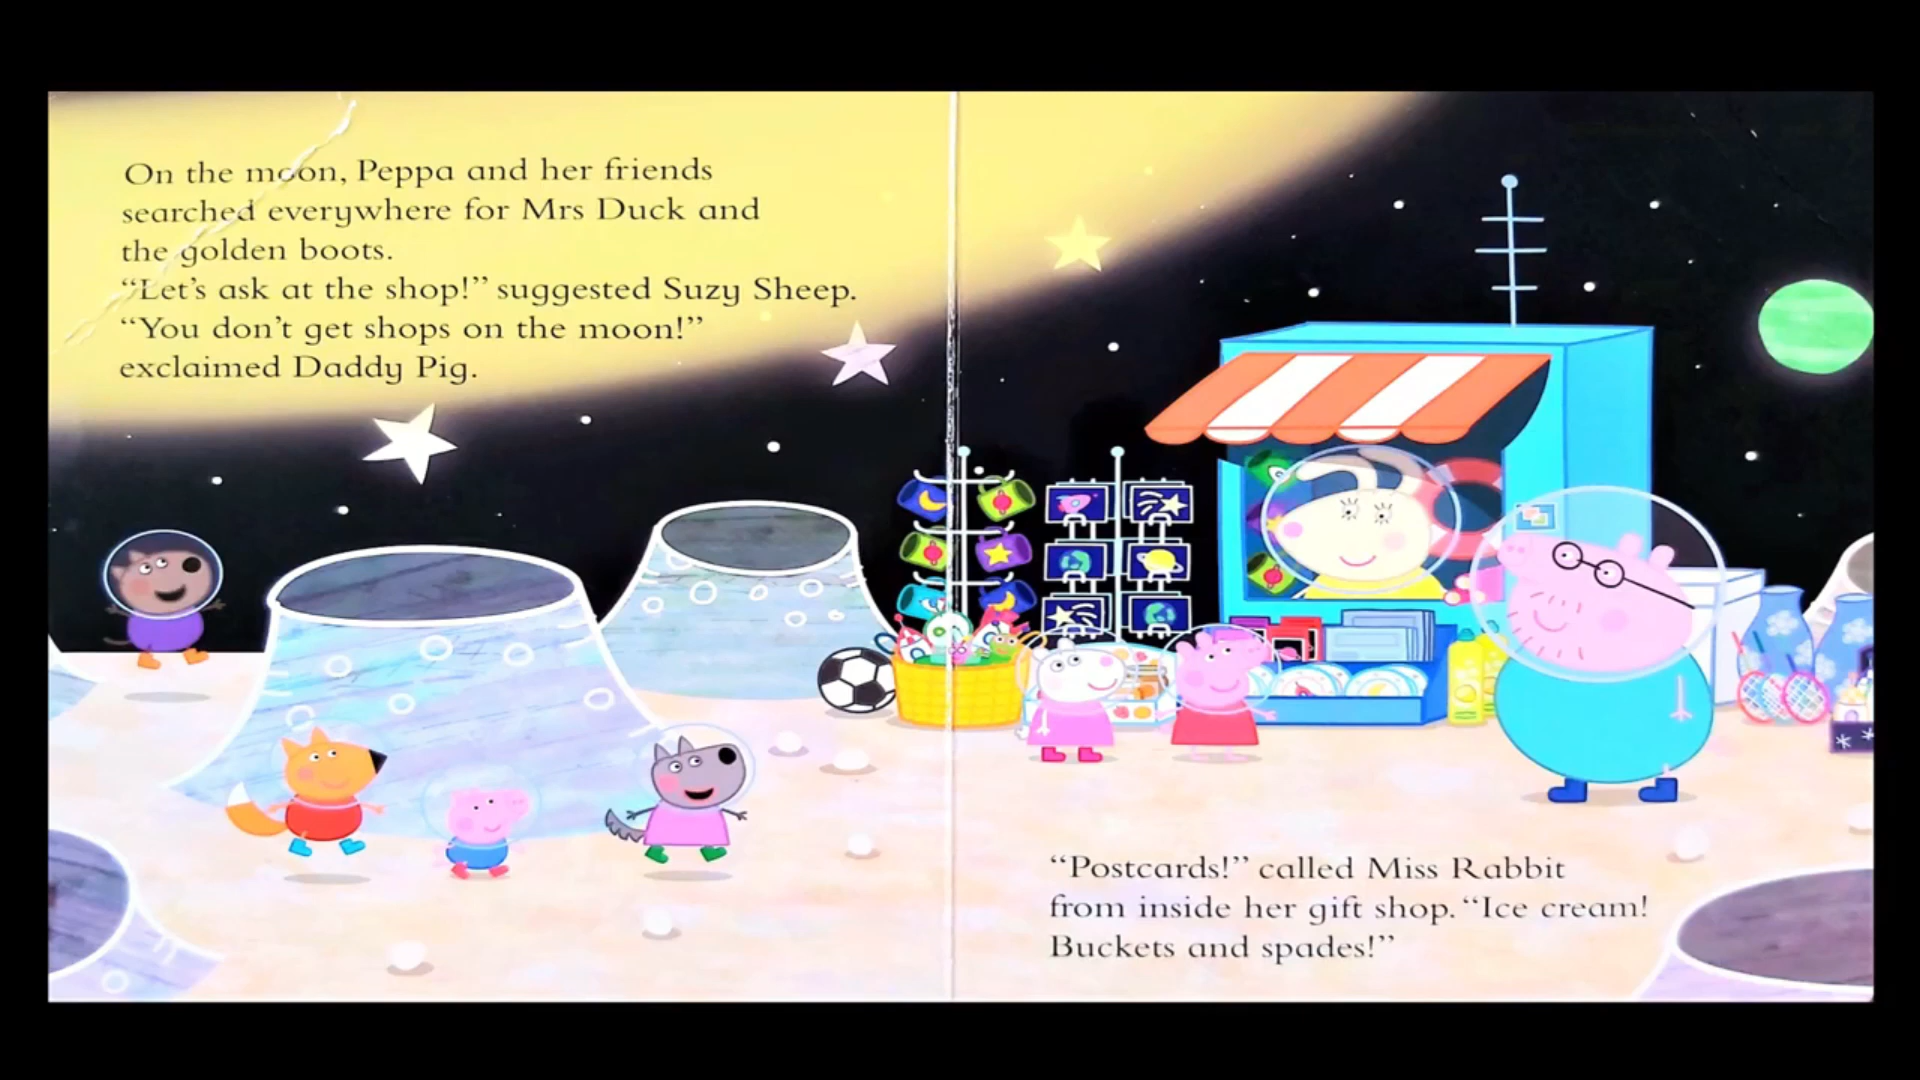 On the moon, Peppa and her friends
searched everywhere for Mrs Duck and
the golden boots.
“Let’s ask at the shop!” suggested Suzy Sheep.
“You don’t get shops on the moon!”
exclaimed Daddy Pig.
“Postcards!” called Miss Rabbit
from inside her gift shop. “Ice cream!
Buckets and spades!”